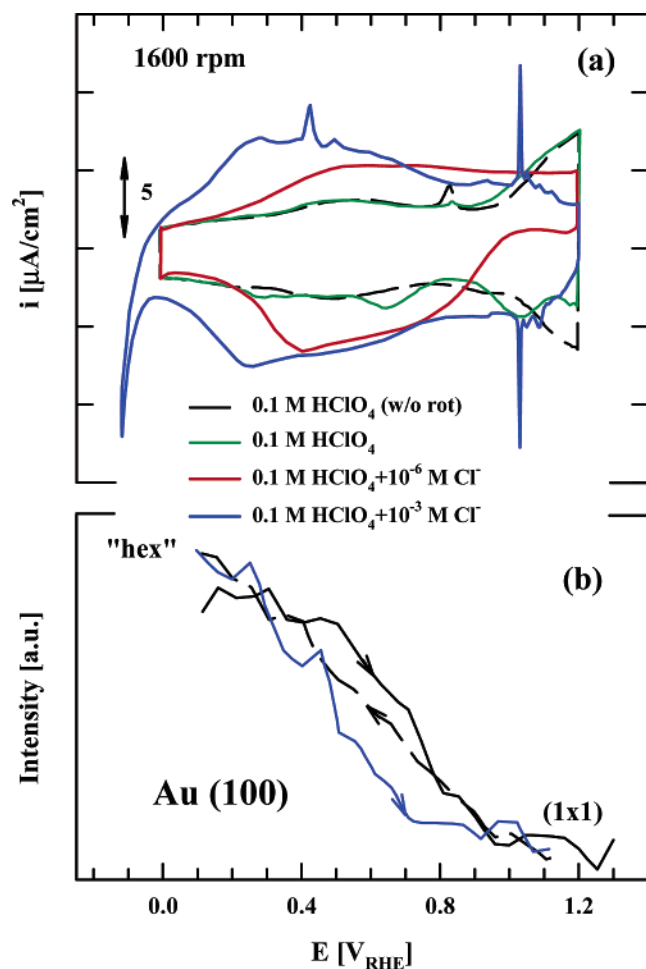 1600 rpm
(a)
5
i [μA/cm²]
0.1 M HClO₄ (w/o rot)
0.1 M HClO₄
0.1 M HClO₄+10⁻⁶ M Cl⁻
0.1 M HClO₄+10⁻³ M Cl⁻
"hex"
(b)
Intensity [a.u.]
Au (100)
(1x1)
0.0 0.4 0.8 1.2
E [V_RHE]